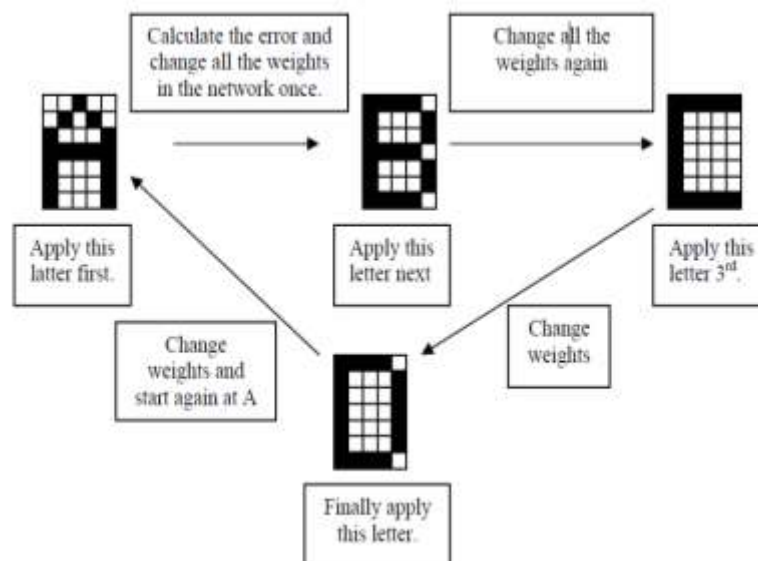 Calculate the error and
change all the weights
in the network once.
Change all the
weights again
Apply this
latter first.
Apply this
letter next
Apply this
letter 3rd.
Change
weights and
start again at A
Change
weights
Finally apply
this letter.